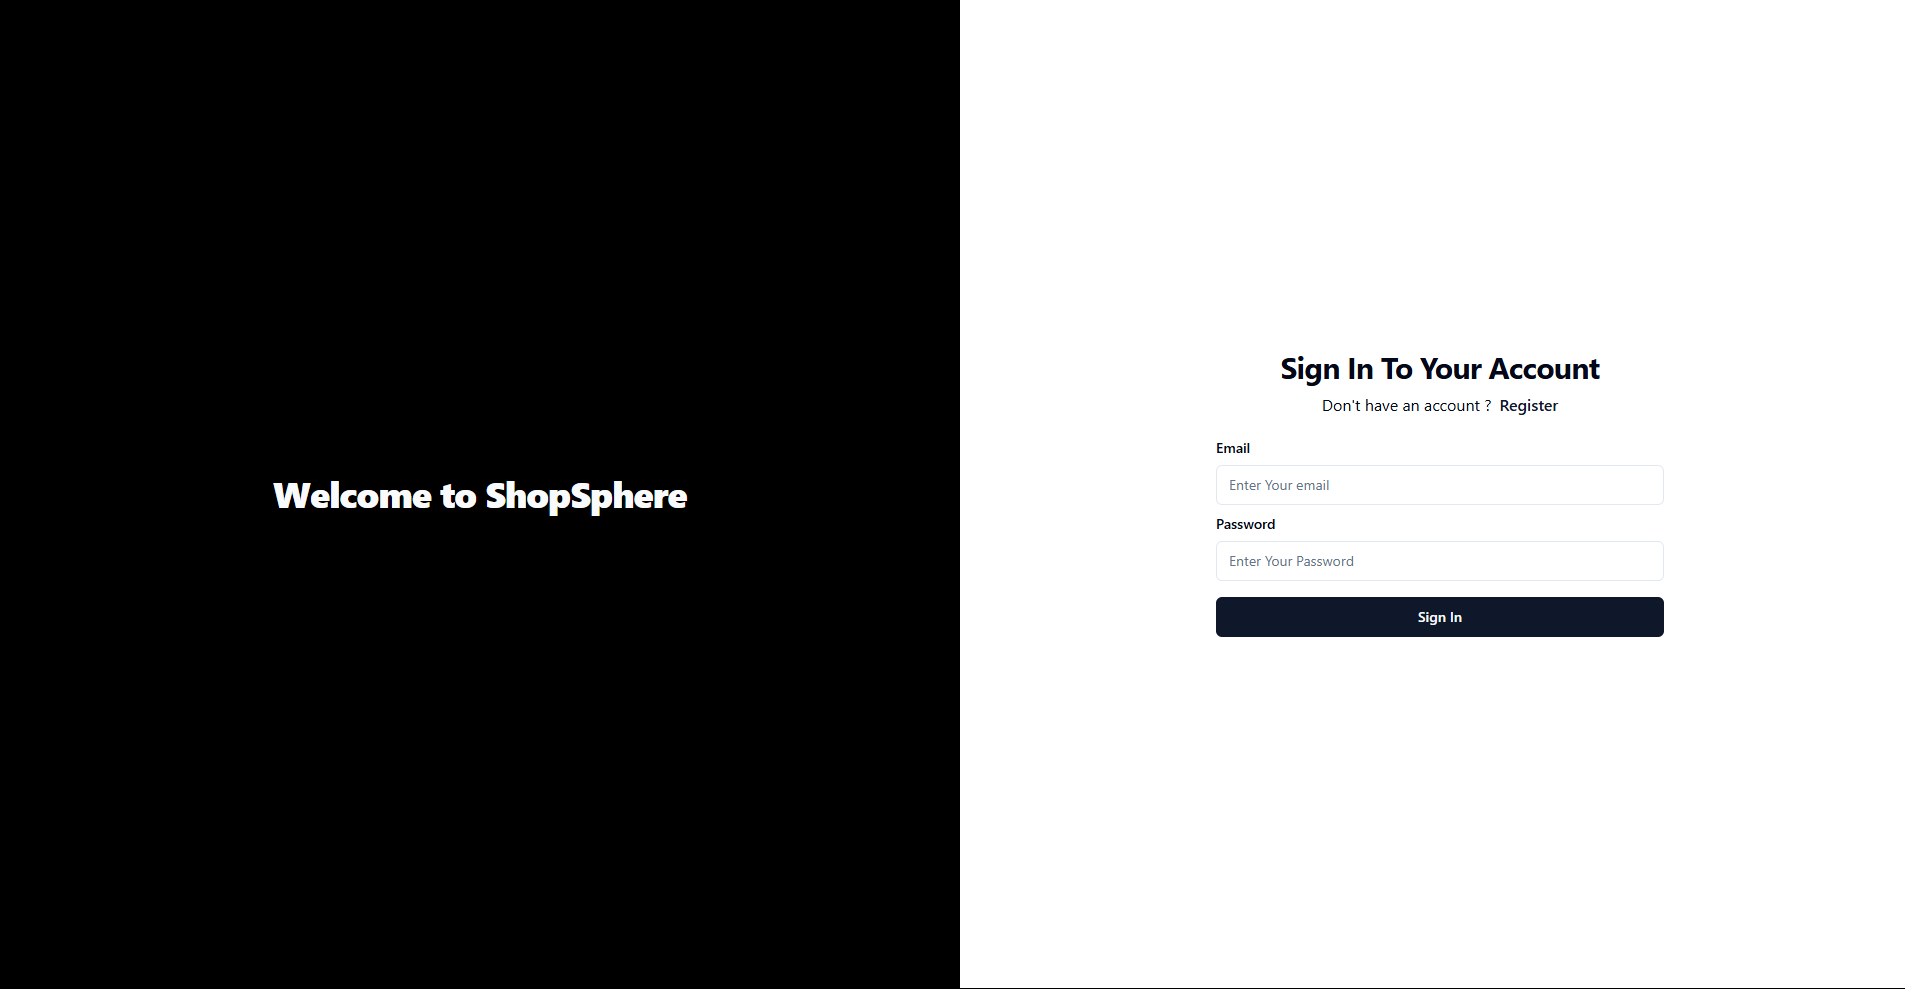 Welcome to ShopSphere
Sign In To Your Account
Don't have an account ? Register
Email
Enter Your email
Password
Enter Your Password
Sign In